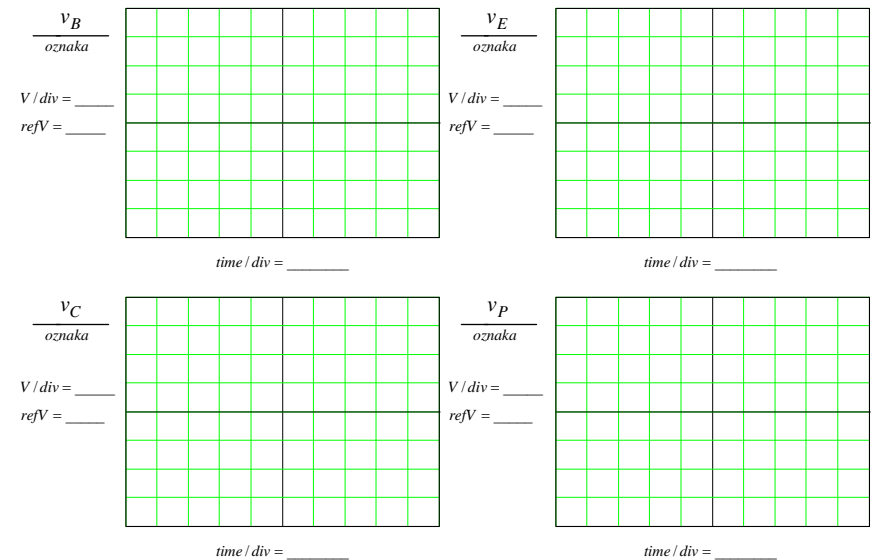 v_B
oznaka
V / div = _____
refV = _____
time / div = ________
v_E
oznaka
V / div = _____
refV = _____
time / div = ________
v_C
oznaka
V / div = _____
refV = _____
time / div = ________
v_P
oznaka
V / div = _____
refV = _____
time / div = ________